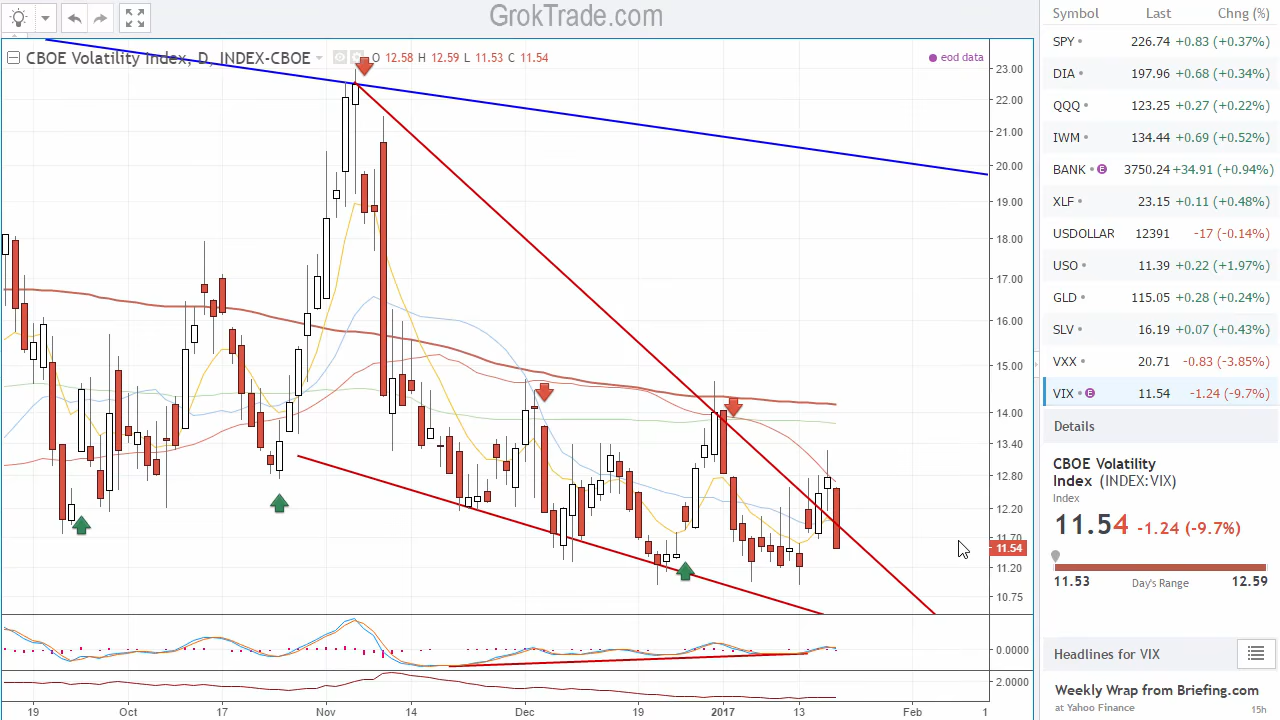 GrokTrade.com
CBOE Volatility Index, D, INDEX-CBOE
O 12.58 H 12.59 L 11.53 C 11.54
eod data
23.00
22.00
21.00
20.00
19.00
18.00
17.00
16.00
15.00
14.00
13.40
12.80
12.20
11.70
11.54
11.20
10.75
0.0000
2.0000
19
Oct
17
Nov
14
Dec
19
2017
13
Feb
1
Symbol Last Chng (%)
SPY 226.74 +0.83 (+0.37%)
DIA 197.96 +0.68 (+0.34%)
QQQ 123.25 +0.27 (+0.22%)
IWM 134.44 +0.69 (+0.52%)
BANK E 3750.24 +34.91 (+0.94%)
XLF 23.15 +0.11 (+0.48%)
USDOLLAR 12391 -17 (-0.14%)
USO 11.39 +0.22 (+1.97%)
GLD 115.05 +0.28 (+0.24%)
SLV 16.19 +0.07 (+0.43%)
VXX 20.71 -0.83 (-3.85%)
VIX E 11.54 -1.24 (-9.7%)
Details
CBOE Volatility
Index (INDEX:VIX)
Index
11.54 -1.24 (-9.7%)
11.53 Day's Range 12.59
Headlines for VIX
Weekly Wrap from Briefing.com
at Yahoo Finance 15h